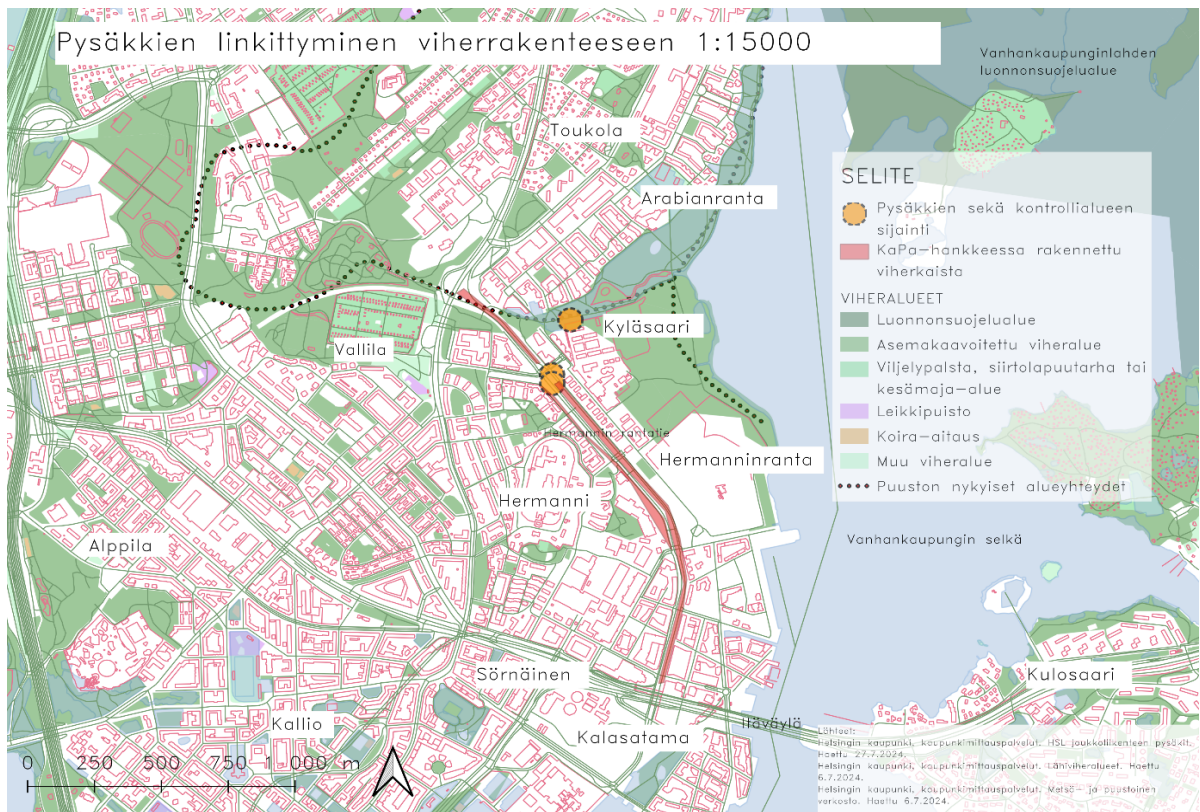 Pysäkkien linkittyminen viherrakenteeseen 1:15000
Vanhankaupunginlahden
luonnonsuojelualue
Toukola
Arabianranta
SELITE
Pysäkkien sekä kontrollialueen
sijainti
KaPa-hankkeessa rakennettu
viherkaista
VIHERALUEET
Luonnonsuojelualue
Asemakaavoitettu viheralue
Viljelypalsta, siirtolapuutarha tai
kesämaja-alue
Leikkipuisto
Koira-aitaus
Muu viheralue
Puuston nykyiset alueyhteydet
Kyläsaari
Vallila
Hermannin rantatie
Hermanninranta
Hermanni
Alppila
Vanhankaupungin selkä
Sörnäinen
Kulosaari
Kallio
Kalasatama
Itäväylä
0 250 500 750 1 000 m
Lähteet:
Helsingin kaupunki, kaupunkimittauspalvelut. HSL joukkoliikenteen pysäkit.
Haettu 27.7.2024.
Helsingin kaupunki, kaupunkimittauspalvelut. Lähiviheralueet. Haettu
6.7.2024.
Helsingin kaupunki, kaupunkimittauspalvelut. Metsä- ja puustoinen
verkosto. Haettu 6.7.2024.